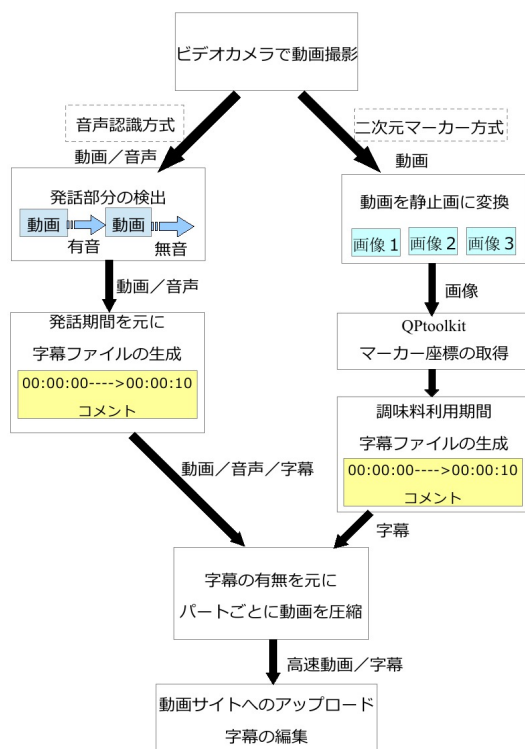 ビデオカメラで動画撮影
音声認識方式
二次元マーカー方式
動画／音声
動画
発話部分の検出
動画
動画
有音
無音
動画を静止画に変換
画像1
画像2
画像3
動画／音声
画像
発話期間を元に
字幕ファイルの生成
00:00:00---->00:00:10
コメント
QPtoolkit
マーカー座標の取得
調味料利用期間
字幕ファイルの生成
00:00:00---->00:00:10
コメント
動画／音声／字幕
字幕
字幕の有無を元に
パートごとに動画を圧縮
高速動画／字幕
動画サイトへのアップロード
字幕の編集